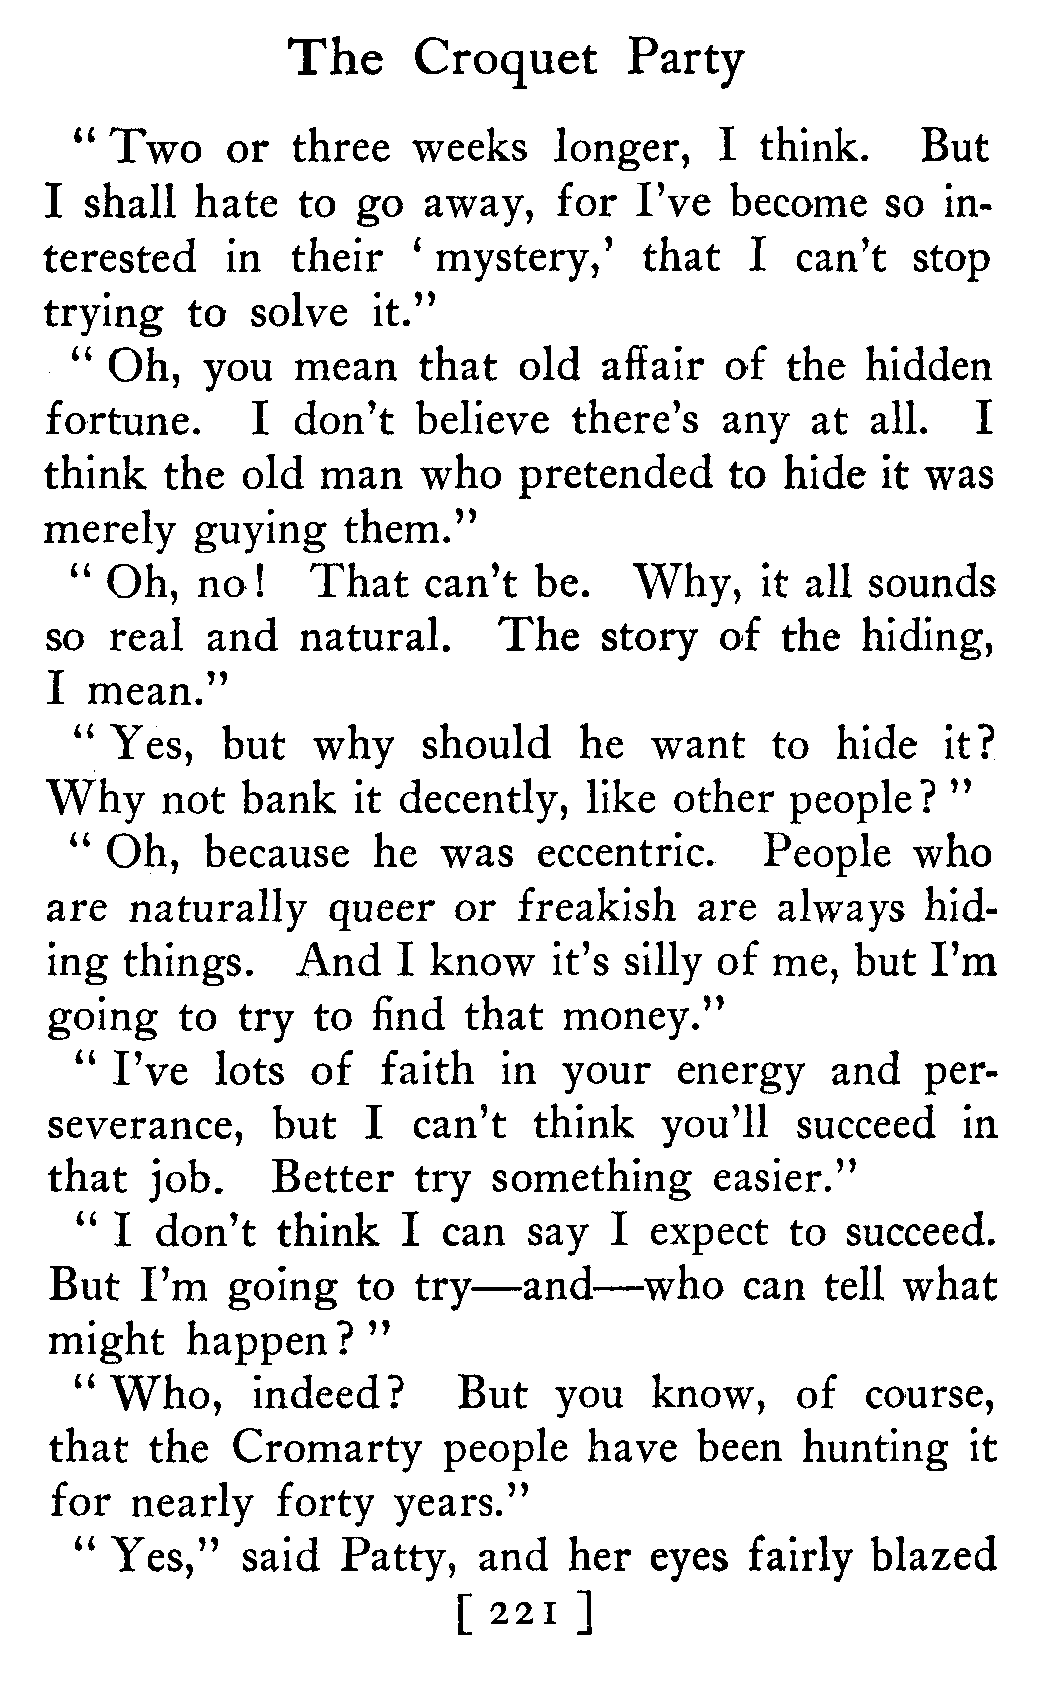 The Croquet Party
“ Two or three weeks longer, I think. But
I shall hate to go away, for I’ve become so in-
terested in their ‘ mystery,’ that I can’t stop
trying to solve it.”
“ Oh, you mean that old affair of the hidden
fortune. I don’t believe there’s any at all. I
think the old man who pretended to hide it was
merely guying them.”
“ Oh, no! That can’t be. Why, it all sounds
so real and natural. The story of the hiding,
I mean.”
“ Yes, but why should he want to hide it?
Why not bank it decently, like other people? ”
“ Oh, because he was eccentric. People who
are naturally queer or freakish are always hid-
ing things. And I know it’s silly of me, but I’m
going to try to find that money.”
“ I’ve lots of faith in your energy and per-
severance, but I can’t think you’ll succeed in
that job. Better try something easier.”
“ I don’t think I can say I expect to succeed.
But I’m going to try—and—who can tell what
might happen? ”
“ Who, indeed? But you know, of course,
that the Cromarty people have been hunting it
for nearly forty years.”
“ Yes,” said Patty, and her eyes fairly blazed
[ 221 ]